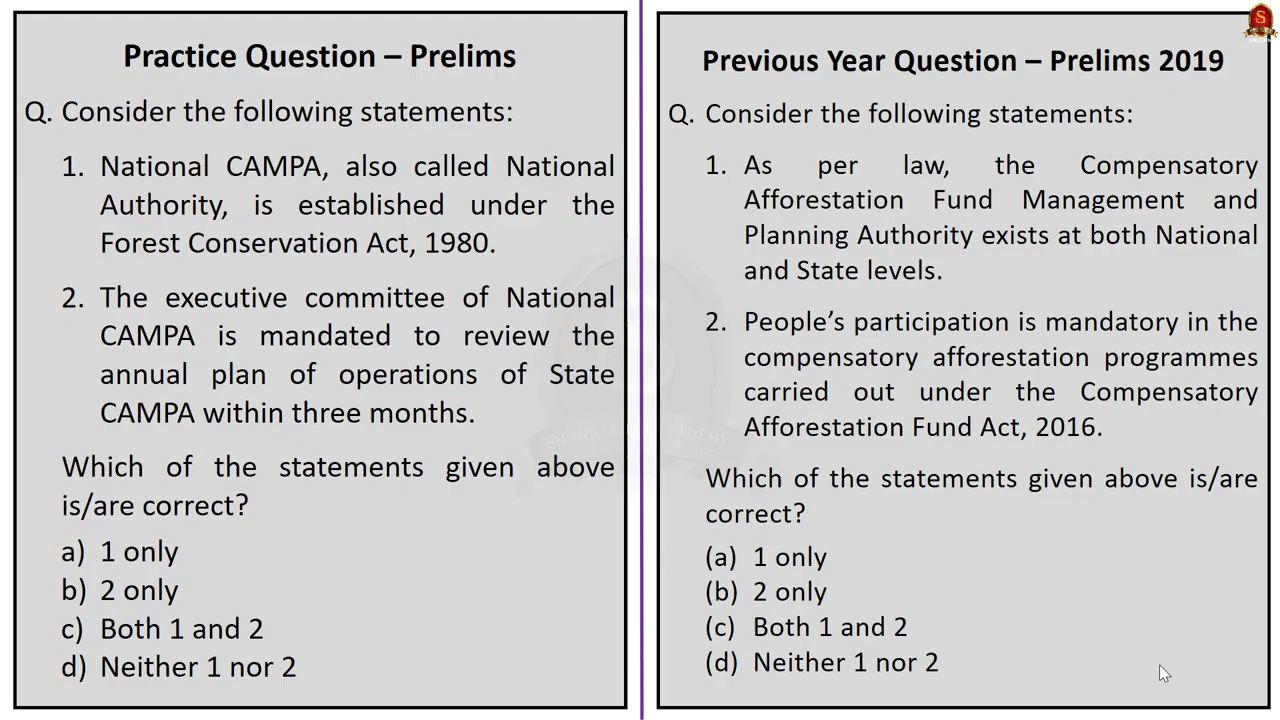 Practice Question – Prelims
Q. Consider the following statements:
1. National CAMPA, also called National
Authority, is established under the
Forest Conservation Act, 1980.
2. The executive committee of National
CAMPA is mandated to review the
annual plan of operations of State
CAMPA within three months.
Which of the statements given above
is/are correct?
a) 1 only
b) 2 only
c) Both 1 and 2
d) Neither 1 nor 2
Previous Year Question – Prelims 2019
Q. Consider the following statements:
1. As per law, the Compensatory
Afforestation Fund Management and
Planning Authority exists at both National
and State levels.
2. People’s participation is mandatory in the
compensatory afforestation programmes
carried out under the Compensatory
Afforestation Fund Act, 2016.
Which of the statements given above is/are
correct?
(a) 1 only
(b) 2 only
(c) Both 1 and 2
(d) Neither 1 nor 2